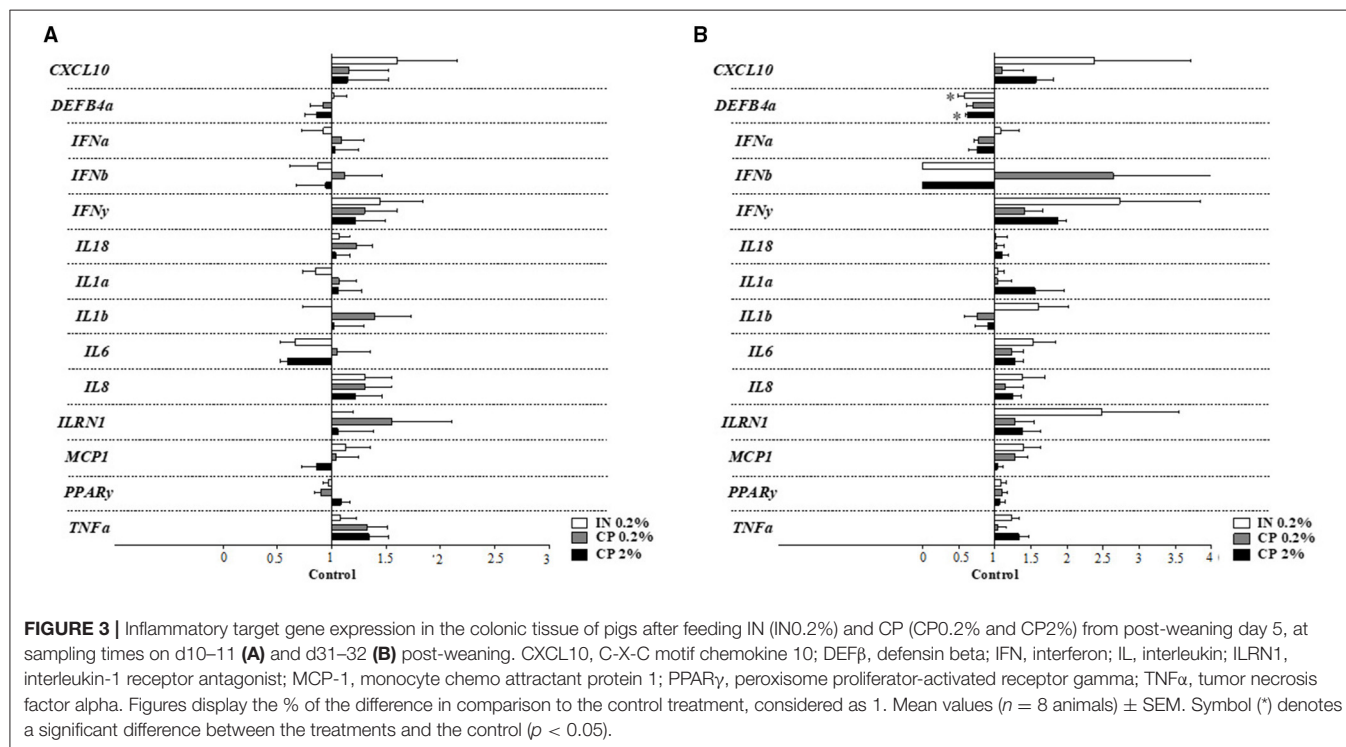 A
CXCL10
DEFB4a
IFNa
IFNb
IFNy
IL18
IL1a
IL1b
IL6
IL8
ILRN1
MCP1
PPARy
TNFa
IN 0.2%
CP 0.2%
CP 2%
0 0.5 1 1.5 2 2.5 3
Control
B
CXCL10
DEFB4a
*
*
IFNa
IFNb
IFNy
IL18
IL1a
IL1b
IL6
IL8
ILRN1
MCP1
PPARy
TNFa
IN 0.2%
CP 0.2%
CP 2%
0 0.5 1 1.5 2 2.5 3 3.5 4
Control
FIGURE 3 | Inflammatory target gene expression in the colonic tissue of pigs after feeding IN (IN0.2%) and CP (CP0.2% and CP2%) from post-weaning day 5, at
sampling times on d10–11 (A) and d31–32 (B) post-weaning. CXCL10, C-X-C motif chemokine 10; DEFβ, defensin beta; IFN, interferon; IL, interleukin; ILRN1,
interleukin-1 receptor antagonist; MCP-1, monocyte chemo attractant protein 1; PPARγ, peroxisome proliferator-activated receptor gamma; TNFα, tumor necrosis
factor alpha. Figures display the % of the difference in comparison to the control treatment, considered as 1. Mean values (n = 8 animals) ± SEM. Symbol (*) denotes
a significant difference between the treatments and the control (p < 0.05).